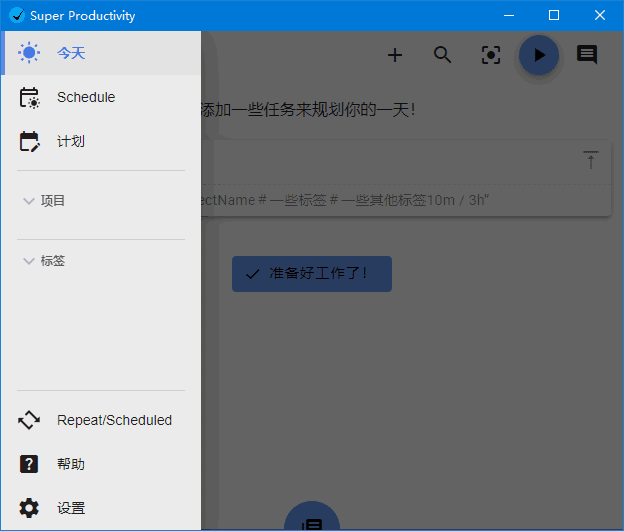 Super Productivity
今天
Schedule
计划
项目
标签
Repeat/Scheduled
帮助
设置
添加一些任务来规划你的一天！
ectName # 一些标签 # 一些其他标签10m / 3h"
准备好工作了！